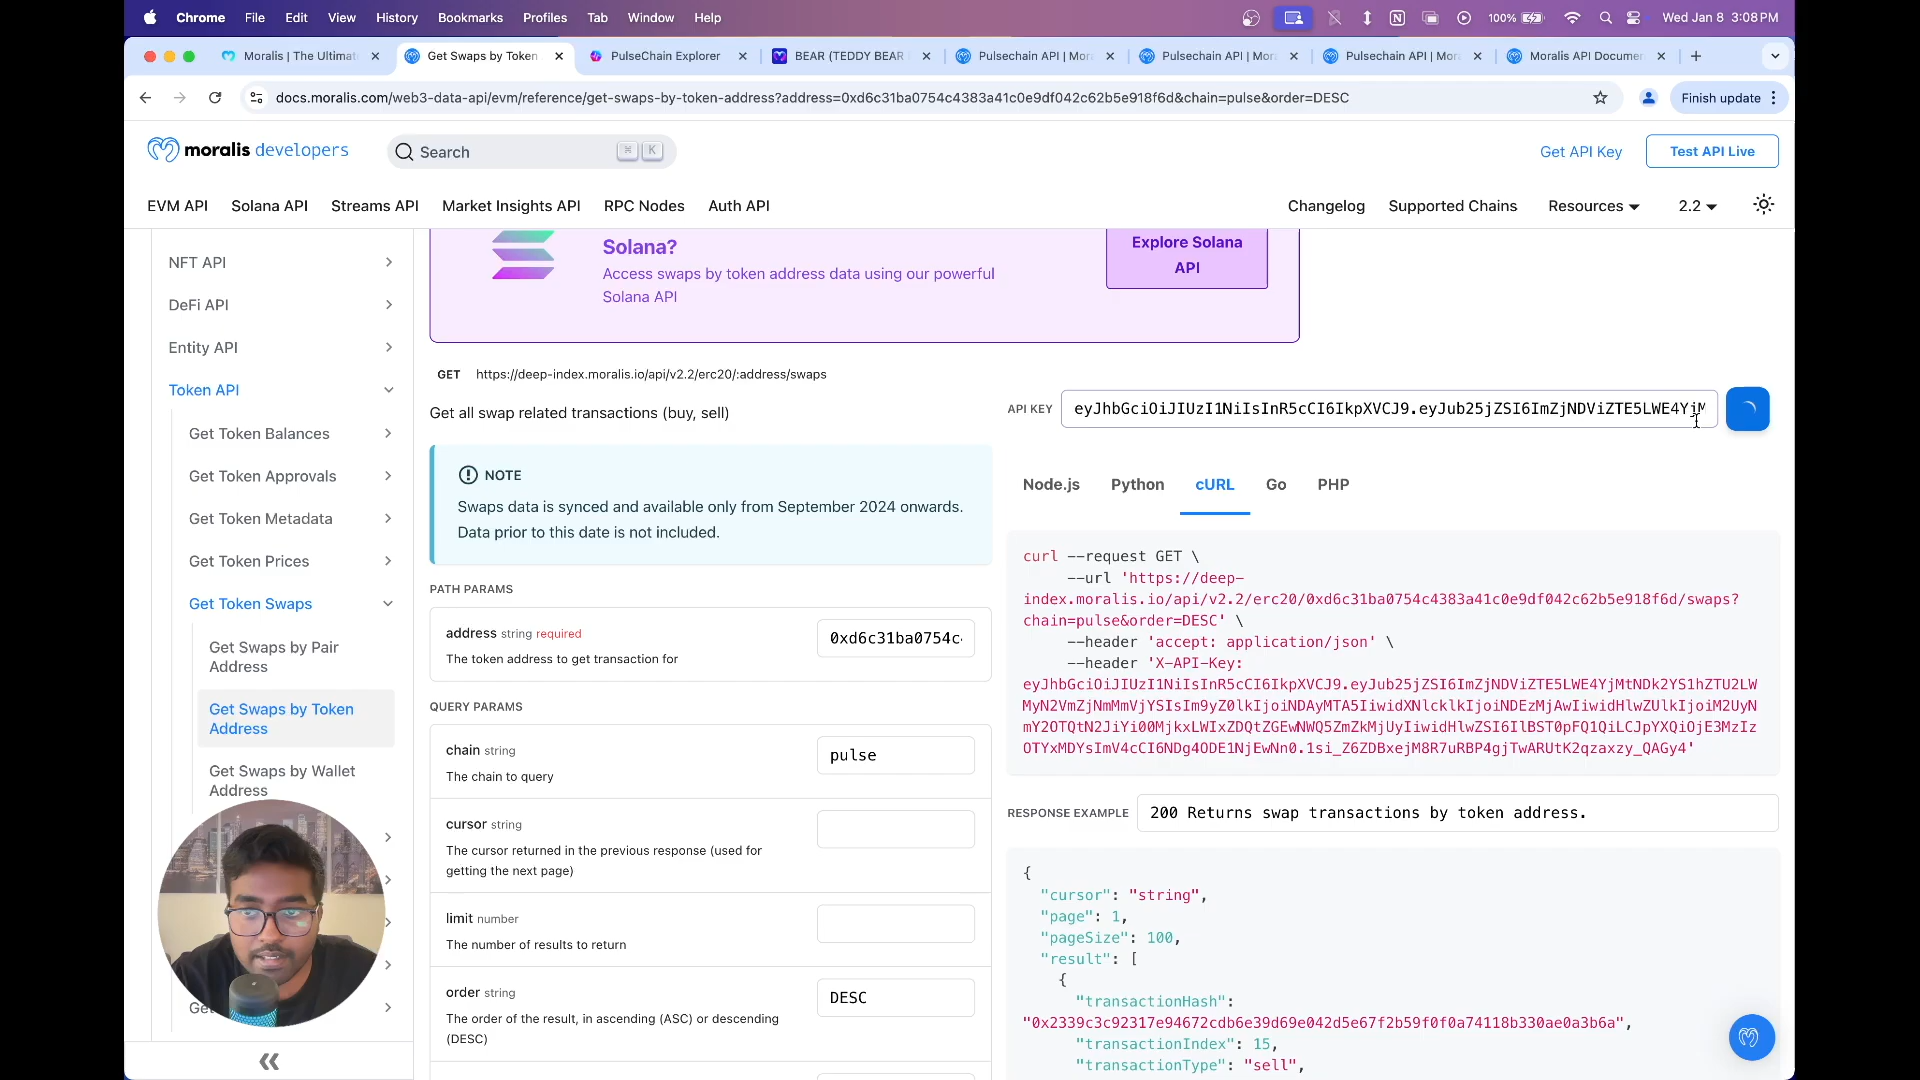 Chrome File Edit View History Bookmarks Profiles Tab Window Help
100% Wed Jan 8 3:08 PM
Moralis | The Ultimat
Get Swaps by Token
PulseChain Explorer
BEAR (TEDDY BEAR
Pulsechain API | Mor
Pulsechain API | Mor
Pulsechain API | Mor
Moralis API Documen
docs.moralis.com/web3-data-api/evm/reference/get-swaps-by-token-address?address=0xd6c31ba0754c4383a41c0e9df042c62b5e918f6d&chain=pulse&order=DESC
Finish update
moralis developers
Search
⌘ K
Get API Key
Test API Live
EVM API Solana API Streams API Market Insights API RPC Nodes Auth API
Changelog Supported Chains Resources 2.2
NFT API
DeFi API
Entity API
Token API
Get Token Balances
Get Token Approvals
Get Token Metadata
Get Token Prices
Get Token Swaps
Get Swaps by Pair
Address
Get Swaps by Token
Address
Get Swaps by Wallet
Address
Solana?
Access swaps by token address data using our powerful
Solana API
Explore Solana
API
GET https://deep-index.moralis.io/api/v2.2/erc20/:address/swaps
Get all swap related transactions (buy, sell)
NOTE
Swaps data is synced and available only from September 2024 onwards.
Data prior to this date is not included.
PATH PARAMS
address string required
The token address to get transaction for
0xd6c31ba0754c
QUERY PARAMS
chain string
The chain to query
pulse
cursor string
The cursor returned in the previous response (used for
getting the next page)
limit number
The number of results to return
order string
The order of the result, in ascending (ASC) or descending
(DESC)
DESC
API KEY
eyJhbGciOiJIUzI1NiIsInR5cCI6IkpXVCJ9.eyJub25jZSI6ImZjNDViZTE5LWE4YjM
Node.js Python cURL Go PHP
curl --request GET \
--url 'https://deep-
index.moralis.io/api/v2.2/erc20/0xd6c31ba0754c4383a41c0e9df042c62b5e918f6d/swaps?
chain=pulse&order=DESC' \
--header 'accept: application/json' \
--header 'X-API-Key:
eyJhbGciOiJIUzI1NiIsInR5cCI6IkpXVCJ9.eyJub25jZSI6ImZjNDViZTE5LWE4YjMtNDk2YS1hZTU2LW
MyN2VmZjNmMmVjYSIsIm9yZ0lkIjoiNDAyMTA5IiwidXNlcklkIjoiNDEzMjAwIiwidHlwZUlkIjoiM2UyN
mY2OTQtN2JiYi00MjkxLWIxZDQtZGEwNWQ5ZmZkMjUyIiwidHlwZSI6IlBST0pFQ1QiLCJpYXQiOjE3MzIz
OTYxMDYsImV4cCI6NDg4ODE1NjEwNn0.1si_Z6ZDBxejM8R7uRBP4gjTwARUtK2qzaxzy_QAGy4'
RESPONSE EXAMPLE
200 Returns swap transactions by token address.
{
"cursor": "string",
"page": 1,
"pageSize": 100,
"result": [
{
"transactionHash":
"0x2339c3c92317e94672cdb6e39d69e042d5e67f2b59f0f0a74118b330ae0a3b6a",
"transactionIndex": 15,
"transactionType": "sell",